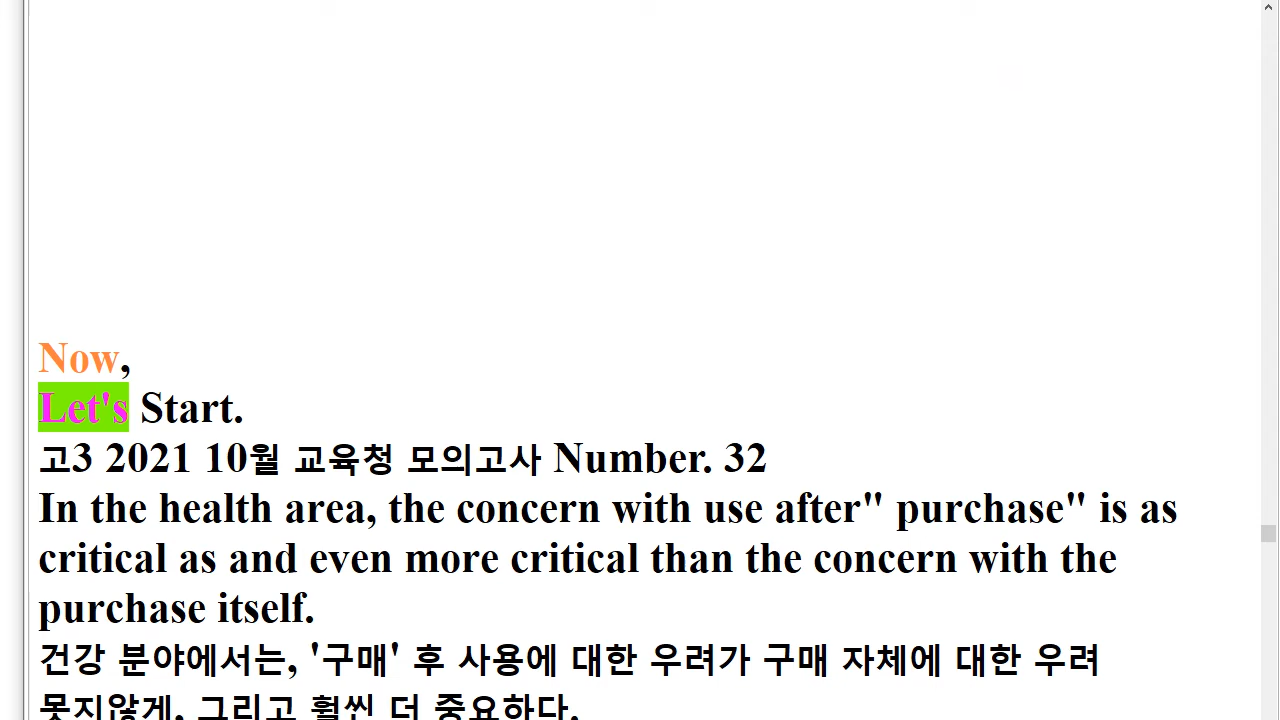 Now,
Let's Start.
고3 2021 10월 교육청 모의고사 Number. 32
In the health area, the concern with use after" purchase" is as
critical as and even more critical than the concern with the
purchase itself.
건강 분야에서는, '구매' 후 사용에 대한 우려가 구매 자체에 대한 우려
못지않게, 그리고 훨씬 더 중요하다.